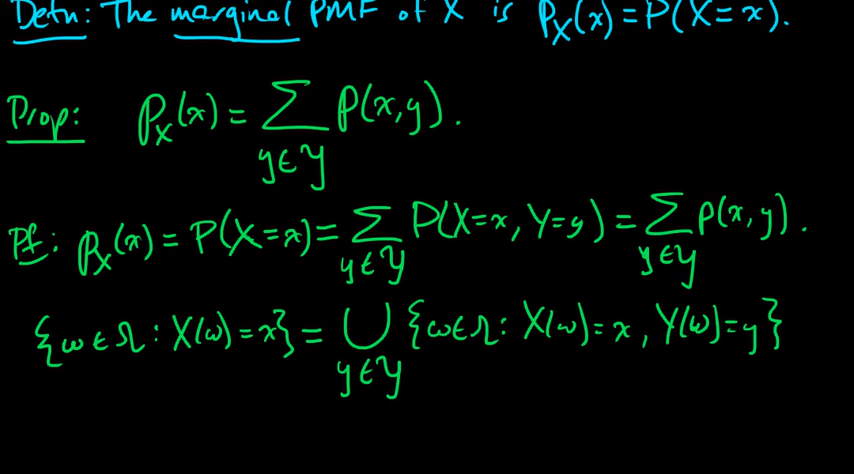 Defn: The marginal PMF of X is p_X(x) = P(X = x).
Prop: p_X(x) = ∑_{y∈𝒴} p(x,y).
Pf: p_X(x) = P(X=x) = ∑_{y∈𝒴} P(X=x, Y=y) = ∑_{y∈𝒴} p(x,y).
{ω∈Ω : X(ω)=x} = ⋃_{y∈𝒴} {ω∈Ω : X(ω)=x, Y(ω)=y}